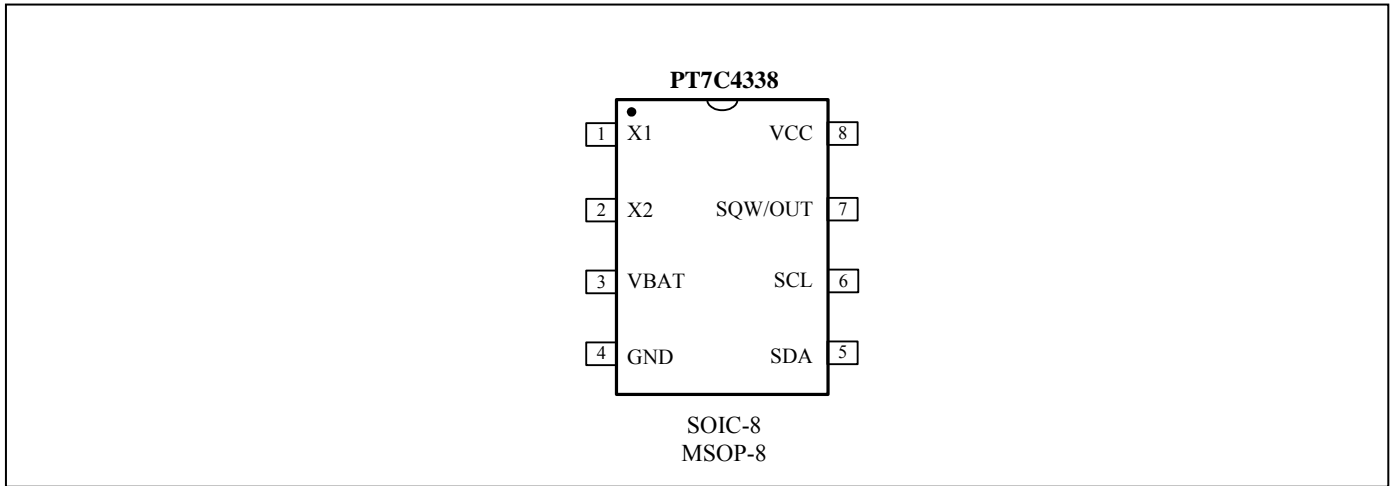 PT7C4338
1 X1 VCC 8
2 X2 SQW/OUT 7
3 VBAT SCL 6
4 GND SDA 5
SOIC-8
MSOP-8